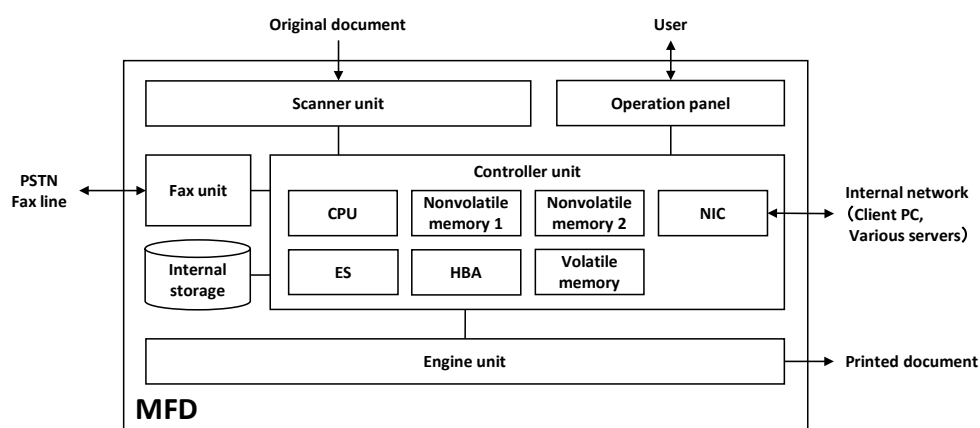 Original document
User
Scanner unit
Operation panel
Controller unit
PSTN
Fax line
Fax unit
CPU
Nonvolatile
memory 1
Nonvolatile
memory 2
NIC
Internal network
（Client PC,
Various servers）
Internal
storage
ES
HBA
Volatile
memory
Engine unit
Printed document
MFD